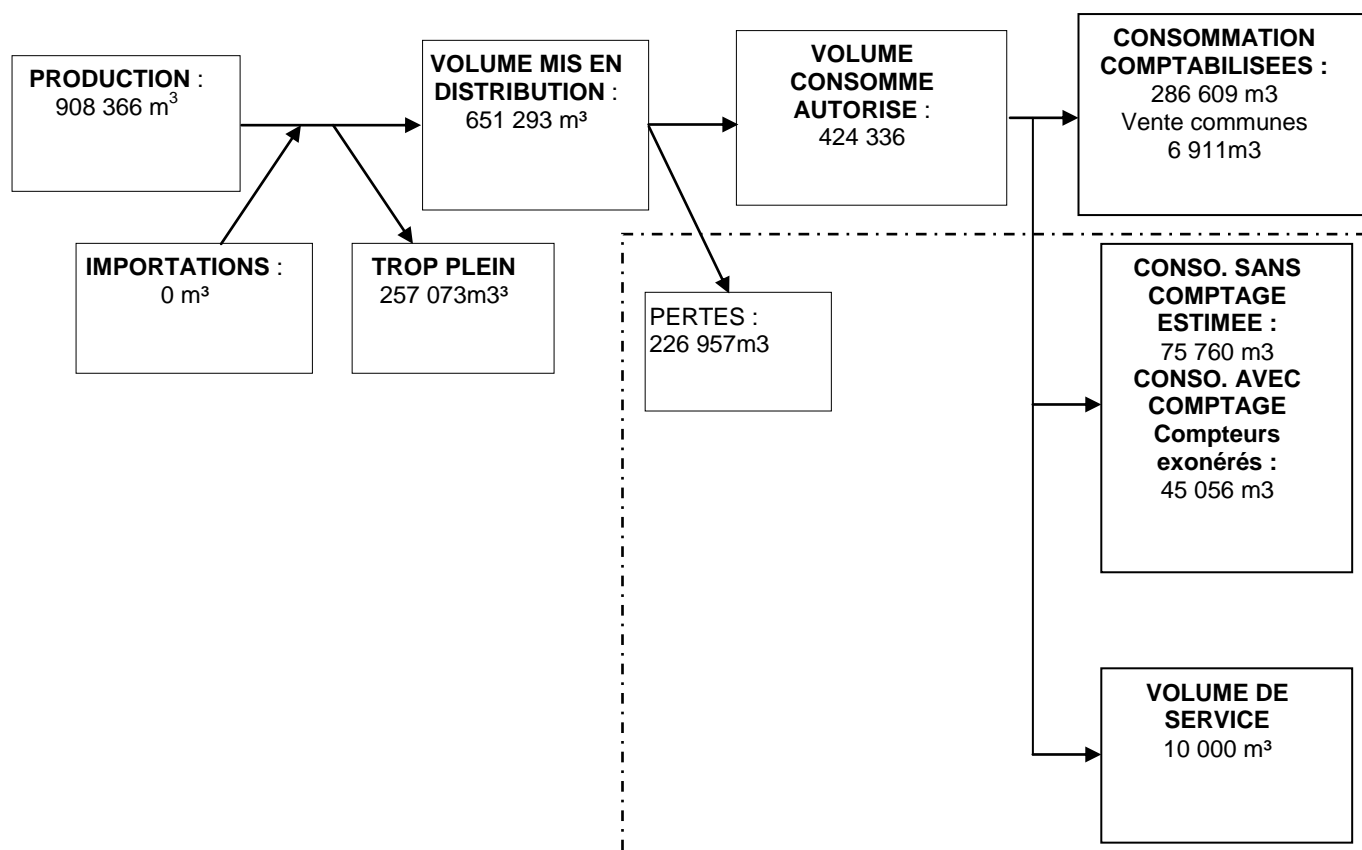 PRODUCTION :
908 366 m³
VOLUME MIS EN
DISTRIBUTION :
651 293 m³
VOLUME
CONSOMME
AUTORISE :
424 336
CONSOMMATION
COMPTABILISEES :
286 609 m3
Vente communes
6 911m3
IMPORTATIONS :
0 m³
TROP PLEIN
257 073m3³
PERTES :
226 957m3
CONSO. SANS
COMPTAGE
ESTIMEE :
75 760 m3
CONSO. AVEC
COMPTAGE
Compteurs
exonérés :
45 056 m3
VOLUME DE
SERVICE
10 000 m³